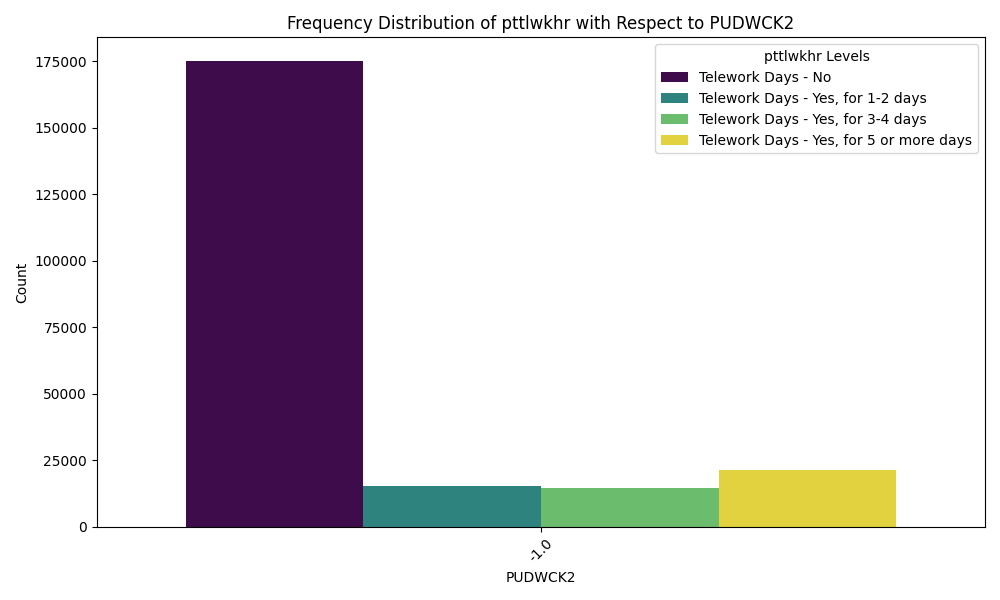 Frequency Distribution of pttlwkhr with Respect to PUDWCK2
pttlwkhr Levels
Telework Days - No
Telework Days - Yes, for 1-2 days
Telework Days - Yes, for 3-4 days
Telework Days - Yes, for 5 or more days
175000
150000
125000
100000
75000
50000
25000
0
Count
-1.0
PUDWCK2